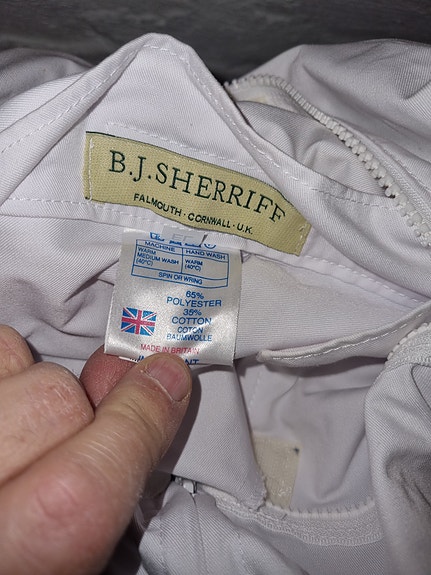 B.J.SHERRIFF
FALMOUTH · CORNWALL · U.K.
MACHINE HAND WASH
WARM MEDIUM WASH (40°C) WARM (40°C)
SPIN OR WRING
65%
POLYESTER
35%
COTTON
COTON
BAUMWOLLE
MADE IN BRITAIN